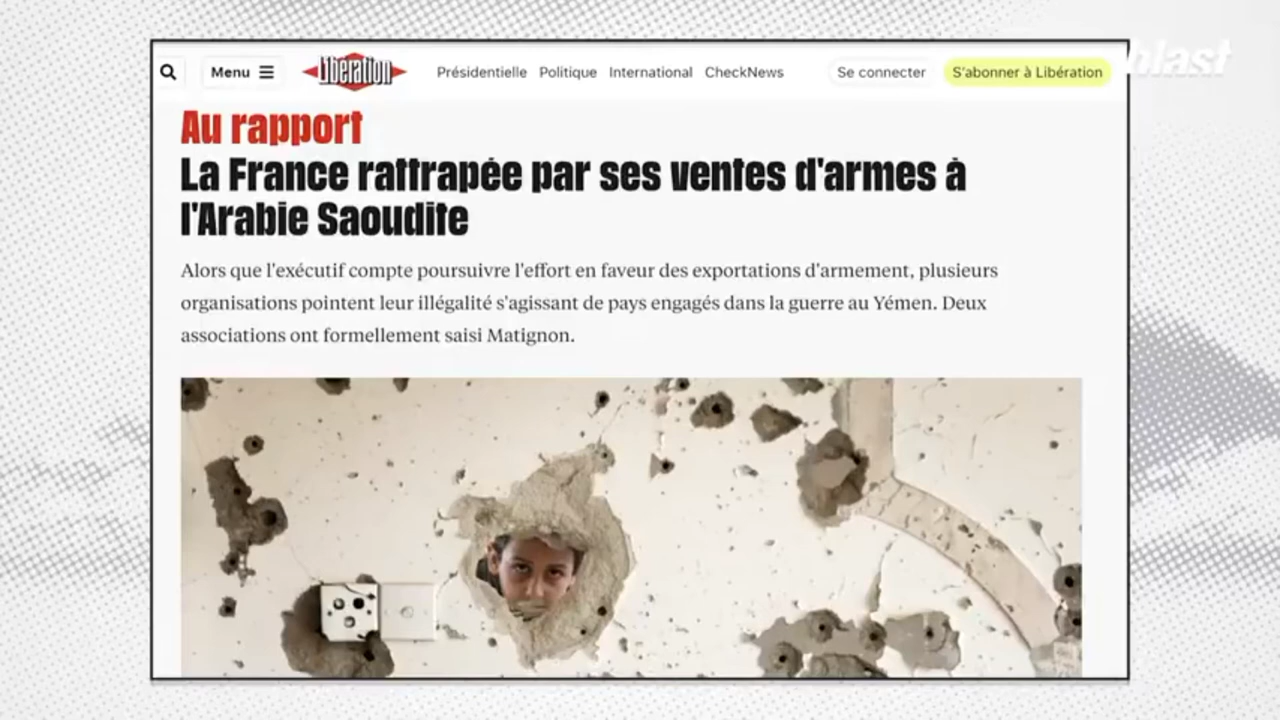 blast
Menu
Libération
Présidentielle Politique International CheckNews
Se connecter
S'abonner à Libération
Au rapport
La France rattrapée par ses ventes d'armes à
l'Arabie Saoudite
Alors que l'exécutif compte poursuivre l'effort en faveur des exportations d'armement, plusieurs
organisations pointent leur illégalité s'agissant de pays engagés dans la guerre au Yémen. Deux
associations ont formellement saisi Matignon.